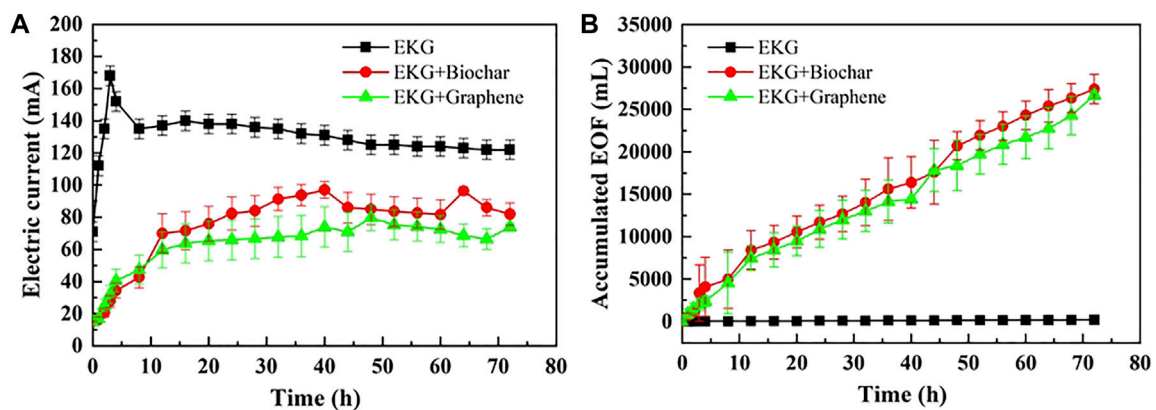 A
200
180
160
140
120
100
80
60
40
20
0
Electric current (mA)
EKG
EKG+Biochar
EKG+Graphene
0 10 20 30 40 50 60 70 80
Time (h)
B
35000
30000
25000
20000
15000
10000
5000
0
Accumulated EOF (mL)
EKG
EKG+Biochar
EKG+Graphene
0 10 20 30 40 50 60 70 80
Time (h)